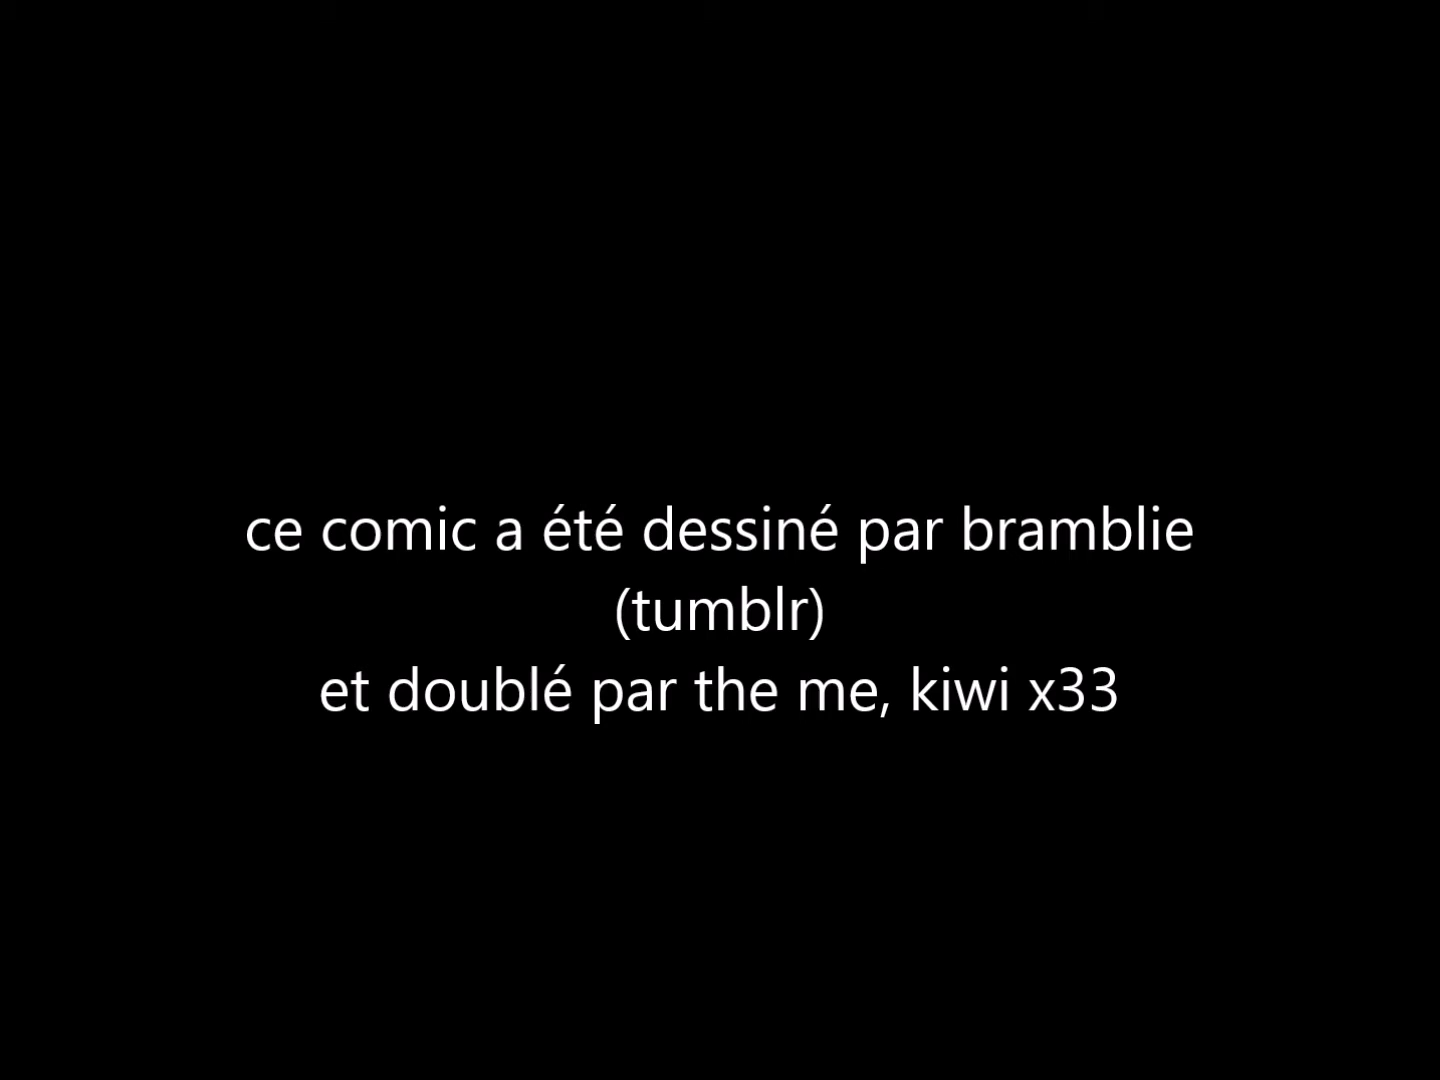 ce comic a été dessiné par bramblie
(tumblr)
et doublé par the me, kiwi x33